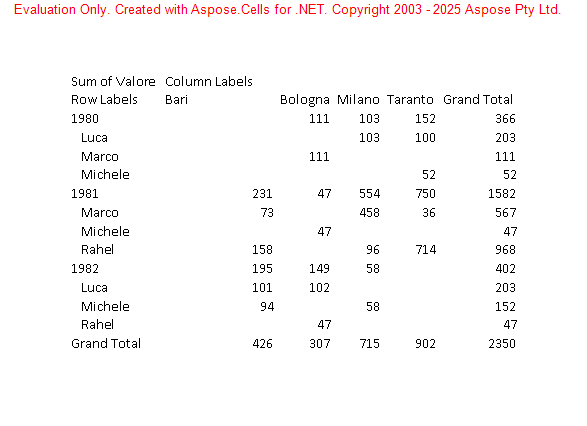 Evaluation Only. Created with Aspose.Cells for .NET. Copyright 2003 - 2025 Aspose Pty Ltd.
Sum of Valore Column Labels
Row Labels Bari Bologna Milano Taranto Grand Total
1980 111 103 152 366
Luca 103 100 203
Marco 111 111
Michele 52 52
1981 231 47 554 750 1582
Marco 73 458 36 567
Michele 47 47
Rahel 158 96 714 968
1982 195 149 58 402
Luca 101 102 203
Michele 94 58 152
Rahel 47 47
Grand Total 426 307 715 902 2350